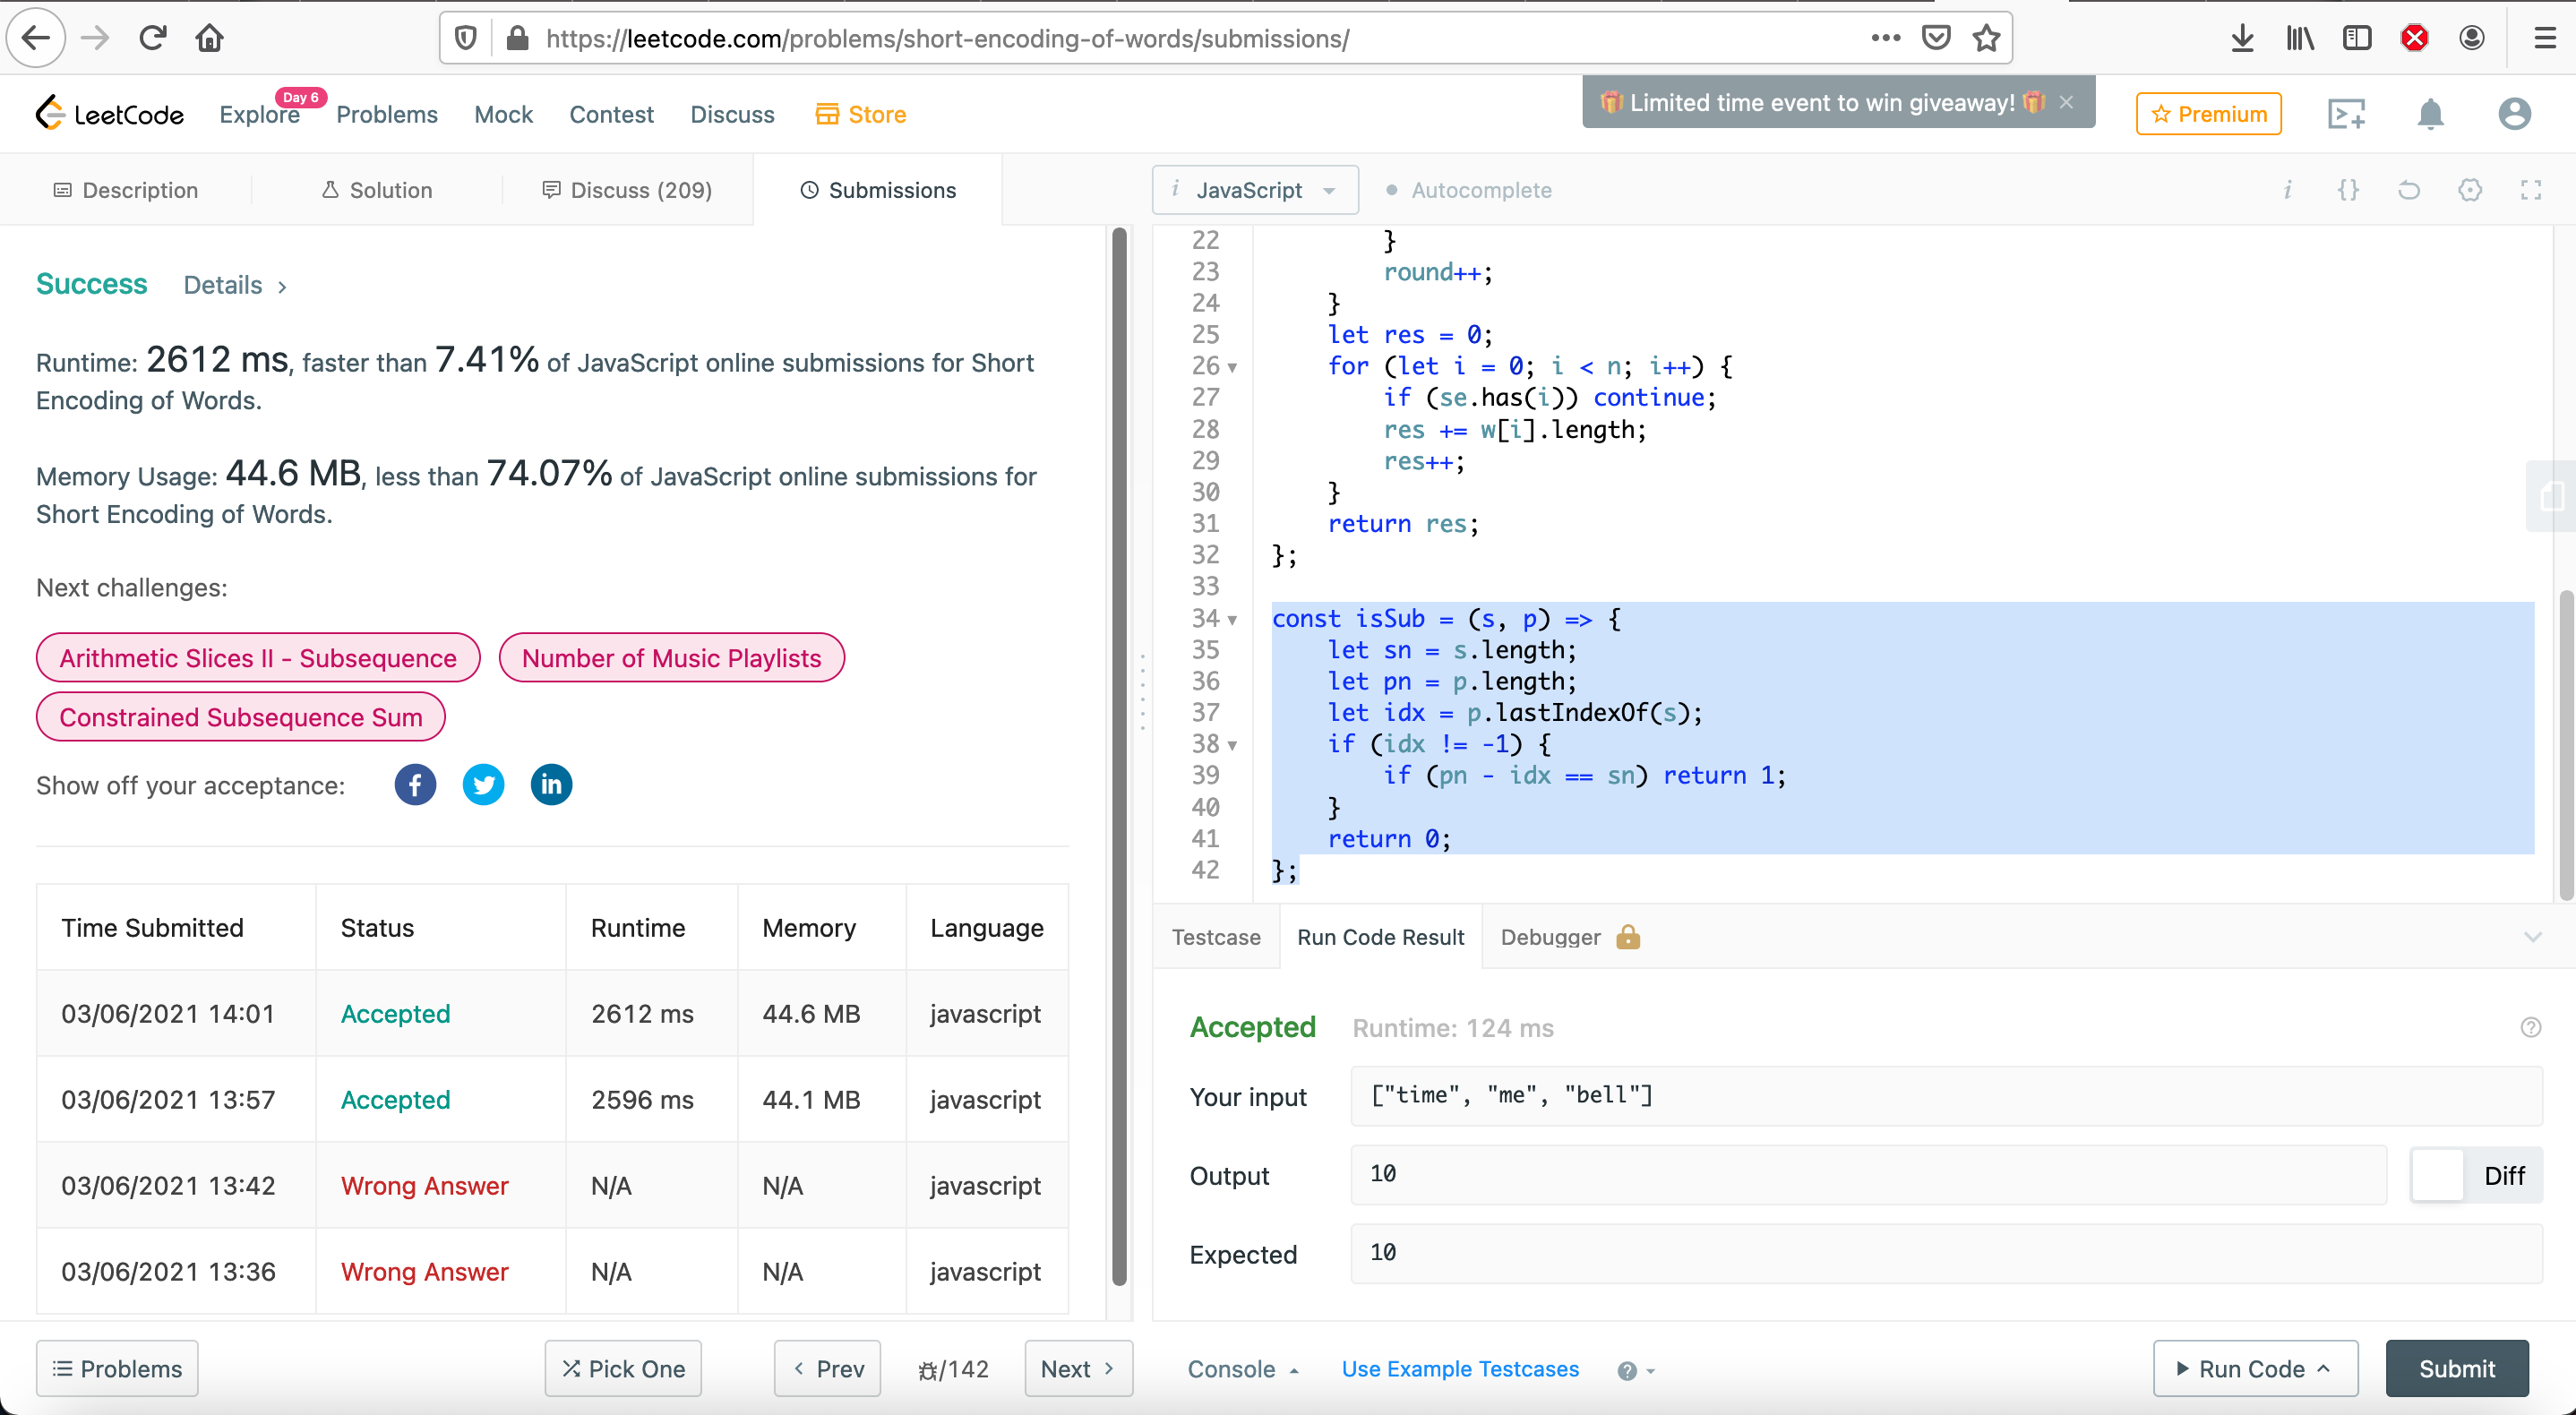 https://leetcode.com/problems/short-encoding-of-words/submissions/
LeetCode
Explore
Day 6
Problems
Mock
Contest
Discuss
Store
Limited time event to win giveaway!
Premium
Description
Solution
Discuss (209)
Submissions
i JavaScript
Autocomplete
Success
Details >
Runtime: 2612 ms, faster than 7.41% of JavaScript online submissions for Short
Encoding of Words.
Memory Usage: 44.6 MB, less than 74.07% of JavaScript online submissions for
Short Encoding of Words.
Next challenges:
Arithmetic Slices II - Subsequence
Number of Music Playlists
Constrained Subsequence Sum
Show off your acceptance:
Time Submitted Status Runtime Memory Language
03/06/2021 14:01 Accepted 2612 ms 44.6 MB javascript
03/06/2021 13:57 Accepted 2596 ms 44.1 MB javascript
03/06/2021 13:42 Wrong Answer N/A N/A javascript
03/06/2021 13:36 Wrong Answer N/A N/A javascript
Problems
Pick One
< Prev
/142
Next >
22 }
23 round++;
24 }
25 let res = 0;
26 for (let i = 0; i < n; i++) {
27 if (se.has(i)) continue;
28 res += w[i].length;
29 res++;
30 }
31 return res;
32 };
33
34 const isSub = (s, p) => {
35 let sn = s.length;
36 let pn = p.length;
37 let idx = p.lastIndexOf(s);
38 if (idx != -1) {
39 if (pn - idx == sn) return 1;
40 }
41 return 0;
42 };
Testcase
Run Code Result
Debugger
Accepted
Runtime: 124 ms
Your input
["time", "me", "bell"]
Output
10
Diff
Expected
10
Console
Use Example Testcases
Run Code
Submit